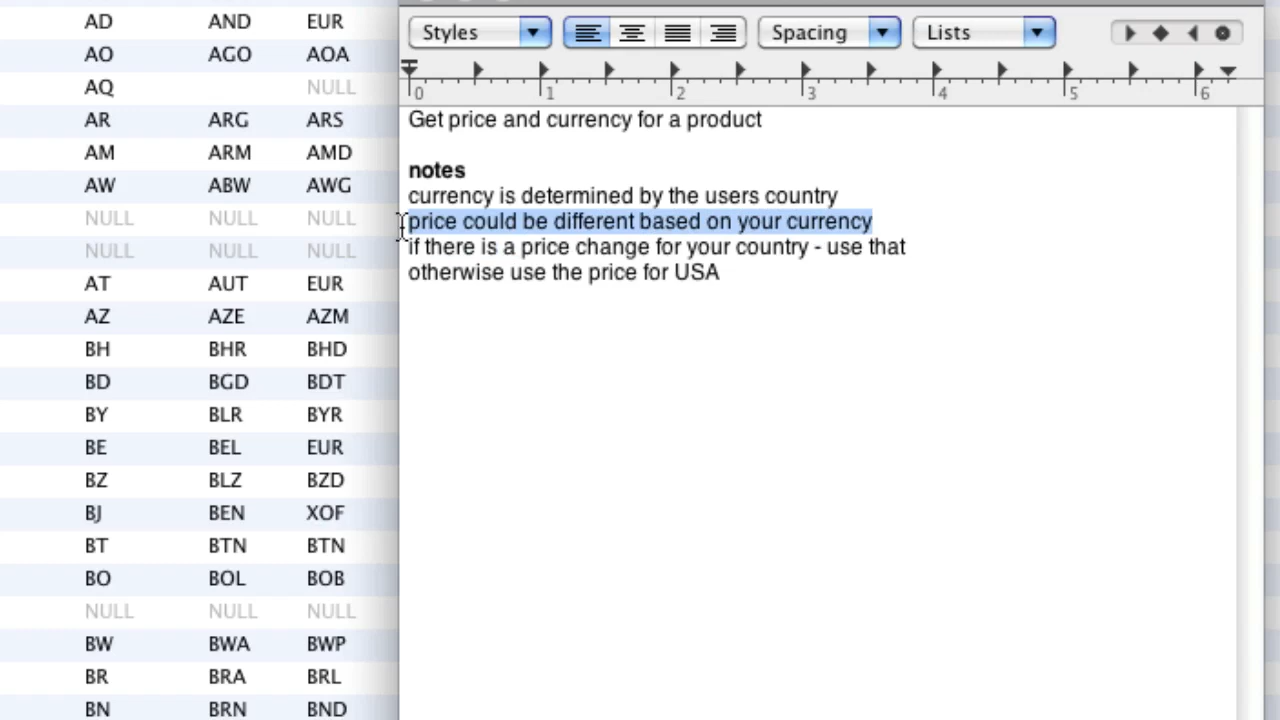 AD AND EUR
AO AGO AOA
AQ NULL
AR ARG ARS
AM ARM AMD
AW ABW AWG
NULL NULL NULL
NULL NULL NULL
AT AUT EUR
AZ AZE AZM
BH BHR BHD
BD BGD BDT
BY BLR BYR
BE BEL EUR
BZ BLZ BZD
BJ BEN XOF
BT BTN BTN
BO BOL BOB
NULL NULL NULL
BW BWA BWP
BR BRA BRL
BN BRN BND
Styles Spacing Lists
0 1 2 3 4 5 6
Get price and currency for a product
notes
currency is determined by the users country
price could be different based on your currency
if there is a price change for your country - use that
otherwise use the price for USA